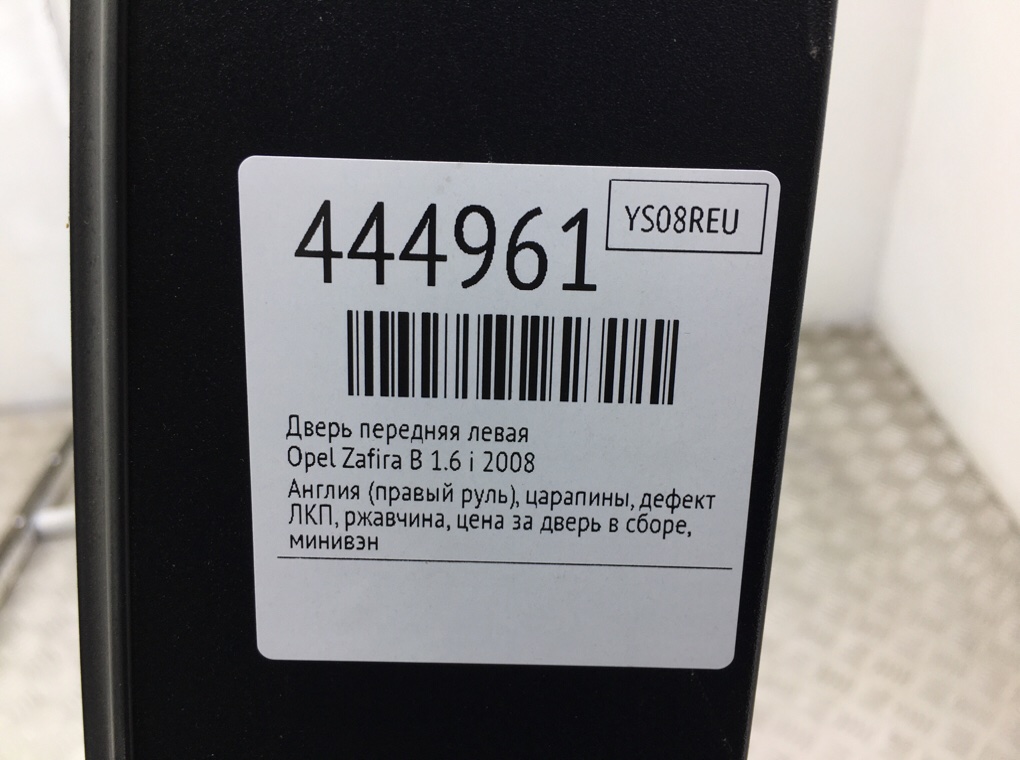 444961
YS08REU
Дверь передняя левая
Opel Zafira B 1.6 i 2008
Англия (правый руль), царапины, дефект
ЛКП, ржавчина, цена за дверь в сборе,
минивэн